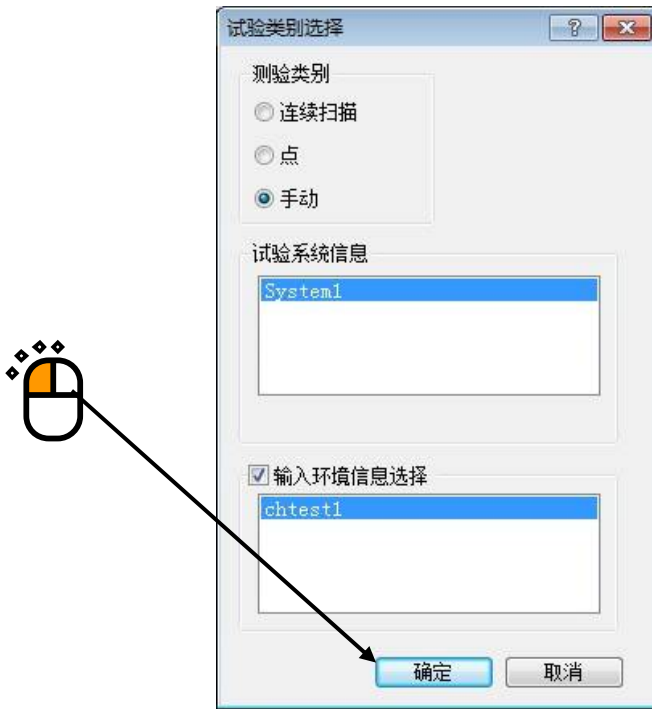 试验类别选择
测验类别
连续扫描
点
手动
试验系统信息
System1
输入环境信息选择
chtest1
确定 取消